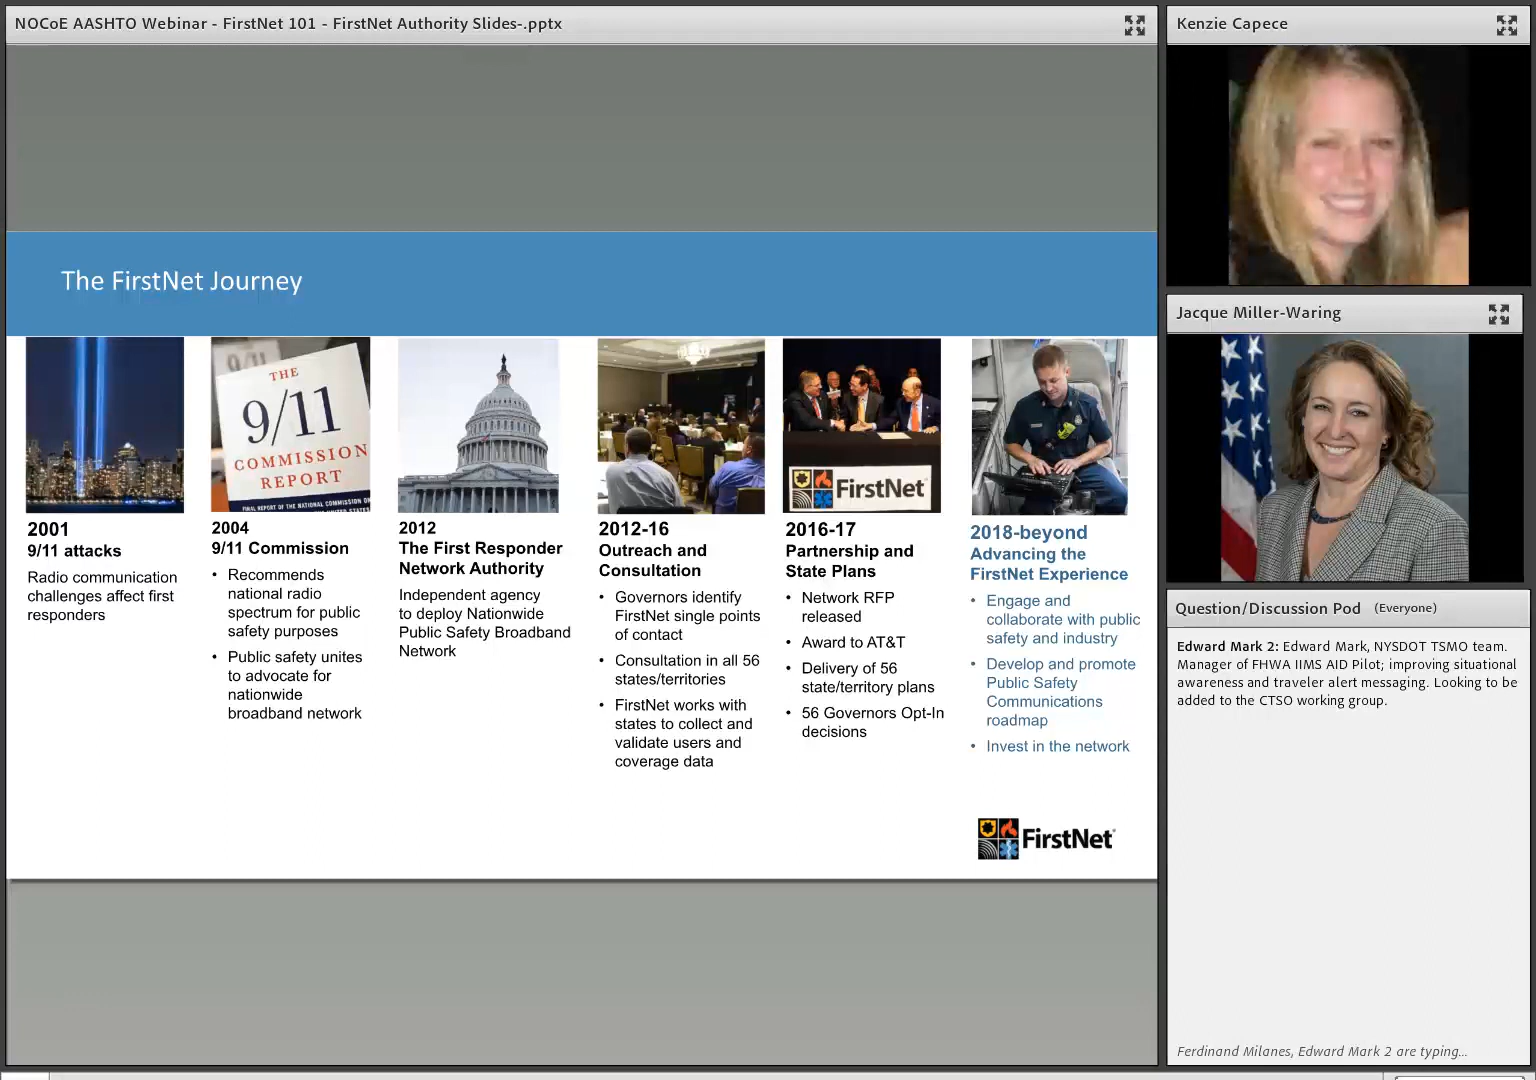 NOCoE AASHTO Webinar - FirstNet 101 - FirstNet Authority Slides-.pptx
The FirstNet Journey
9/11
THE
9/11
COMMISSION
REPORT
FINAL REPORT OF THE NATIONAL COMMISSION ON
FirstNet
2001
9/11 attacks
Radio communication
challenges affect first
responders
2004
9/11 Commission
• Recommends
national radio
spectrum for public
safety purposes
• Public safety unites
to advocate for
nationwide
broadband network
2012
The First Responder
Network Authority
Independent agency
to deploy Nationwide
Public Safety Broadband
Network
2012-16
Outreach and
Consultation
• Governors identify
FirstNet single points
of contact
• Consultation in all 56
states/territories
• FirstNet works with
states to collect and
validate users and
coverage data
2016-17
Partnership and
State Plans
• Network RFP
released
• Award to AT&T
• Delivery of 56
state/territory plans
• 56 Governors Opt-In
decisions
2018-beyond
Advancing the
FirstNet Experience
• Engage and
collaborate with public
safety and industry
• Develop and promote
Public Safety
Communications
roadmap
• Invest in the network
FirstNet
Kenzie Capece
Jacque Miller-Waring
Question/Discussion Pod (Everyone)
Edward Mark 2: Edward Mark, NYSDOT TSMO team.
Manager of FHWA IIMS AID Pilot; improving situational
awareness and traveler alert messaging. Looking to be
added to the CTSO working group.
Ferdinand Milanes, Edward Mark 2 are typing...